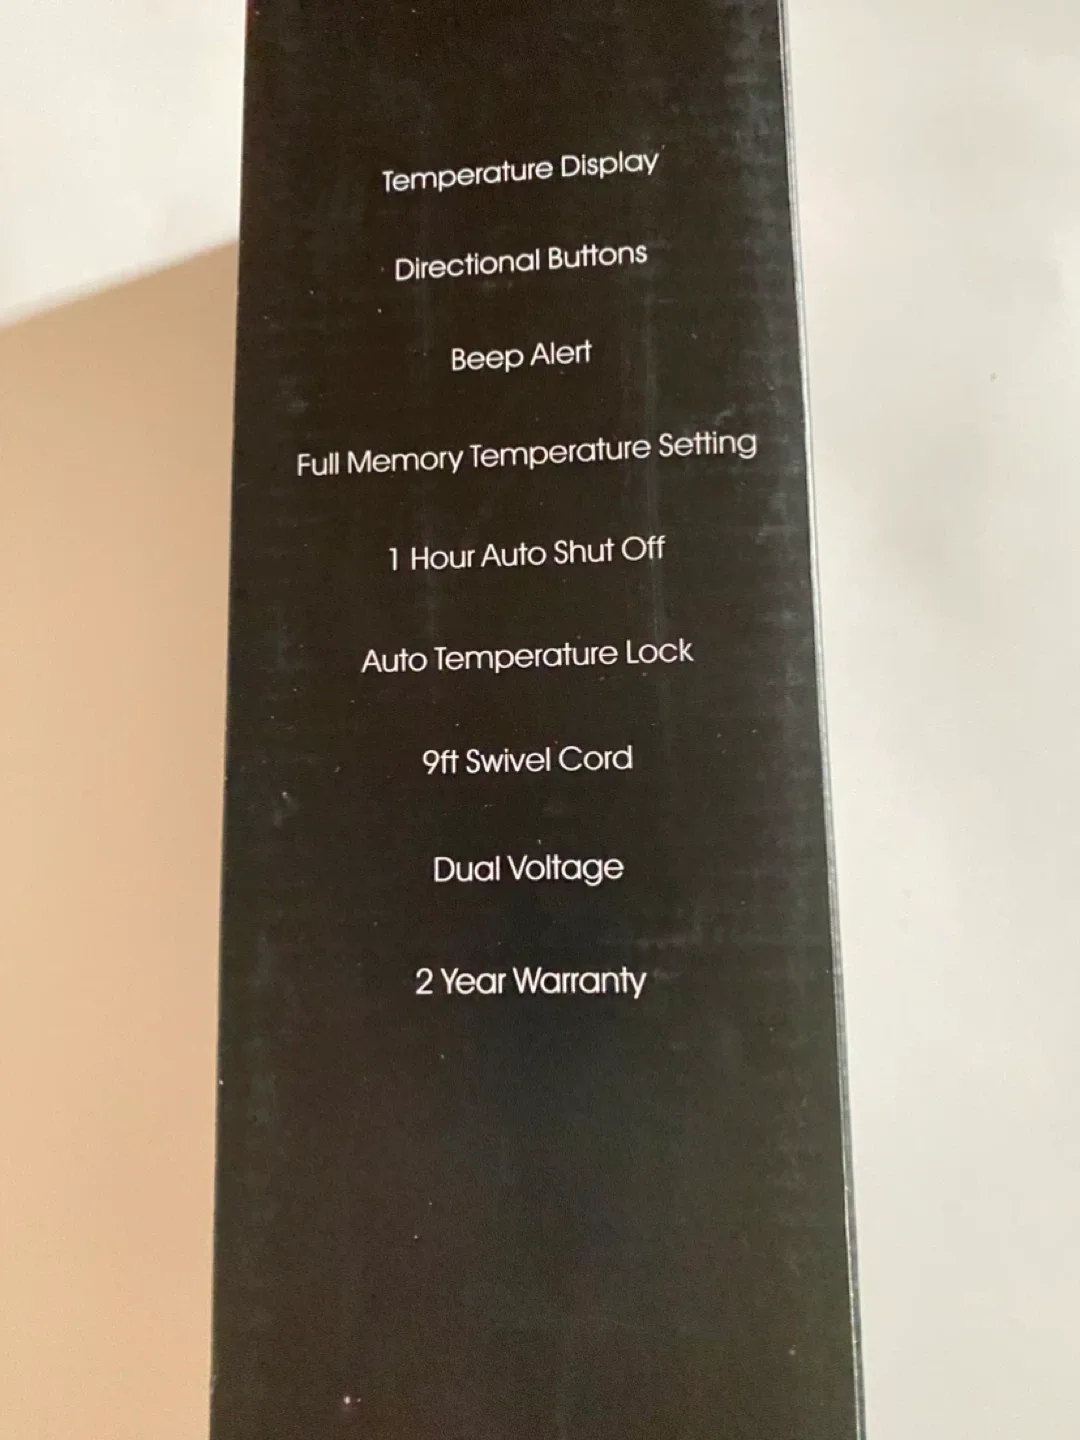 Temperature Display
Directional Buttons
Beep Alert
Full Memory Temperature Setting
1 Hour Auto Shut Off
Auto Temperature Lock
9ft Swivel Cord
Dual Voltage
2 Year Warranty